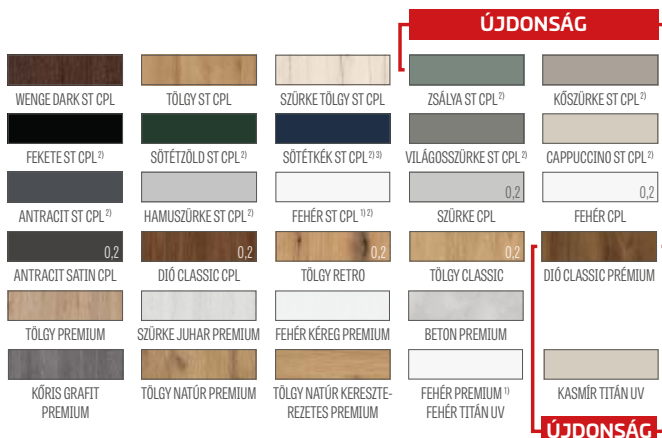 ÚJDONSÁG
WENGE DARK ST CPL
TÖLGY ST CPL
SZÜRKE TÖLGY ST CPL
ZSÁLYA ST CPL 2)
KŐSZÜRKE ST CPL 2)
FEKETE ST CPL 2)
SÖTÉTZÖLD ST CPL 2)
SÖTÉTKÉK ST CPL 2) 3)
VILÁGOSSZÜRKE ST CPL 2)
CAPPUCCINO ST CPL 2)
0,2
0,2
ANTRACIT ST CPL 2)
HAMUSZÜRKE ST CPL 2)
FEHÉR ST CPL 1) 2)
SZÜRKE CPL
FEHÉR CPL
0,2
0,2
0,2
0,2
ANTRACIT SATIN CPL
DIÓ CLASSIC CPL
TÖLGY RETRO
TÖLGY CLASSIC
DIÓ CLASSIC PRÉMIUM
TÖLGY PREMIUM
SZÜRKE JUHAR PREMIUM
FEHÉR KÉREG PREMIUM
BETON PREMIUM
KŐRIS GRAFIT
PREMIUM
TÖLGY NATÚR PREMIUM
TÖLGY NATÚR KERESZTE-
REZETES PREMIUM
FEHÉR PREMIUM 1)
FEHÉR TITÁN UV
KASMÍR TITÁN UV
ÚJDONSÁG